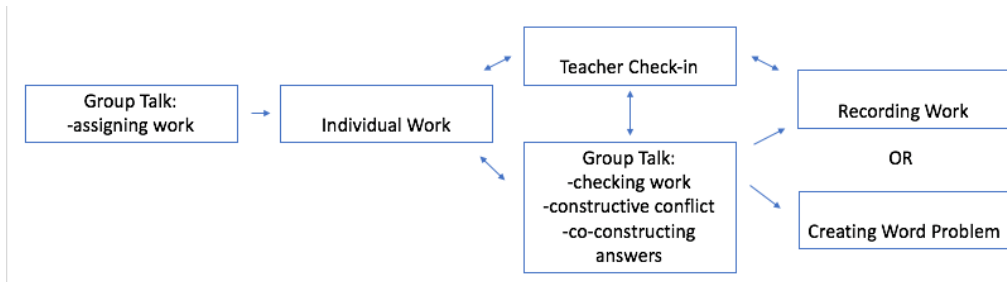 Group Talk:
-assigning work
Individual Work
Teacher Check-in
Group Talk:
-checking work
-constructive conflict
-co-constructing
answers
Recording Work
OR
Creating Word Problem